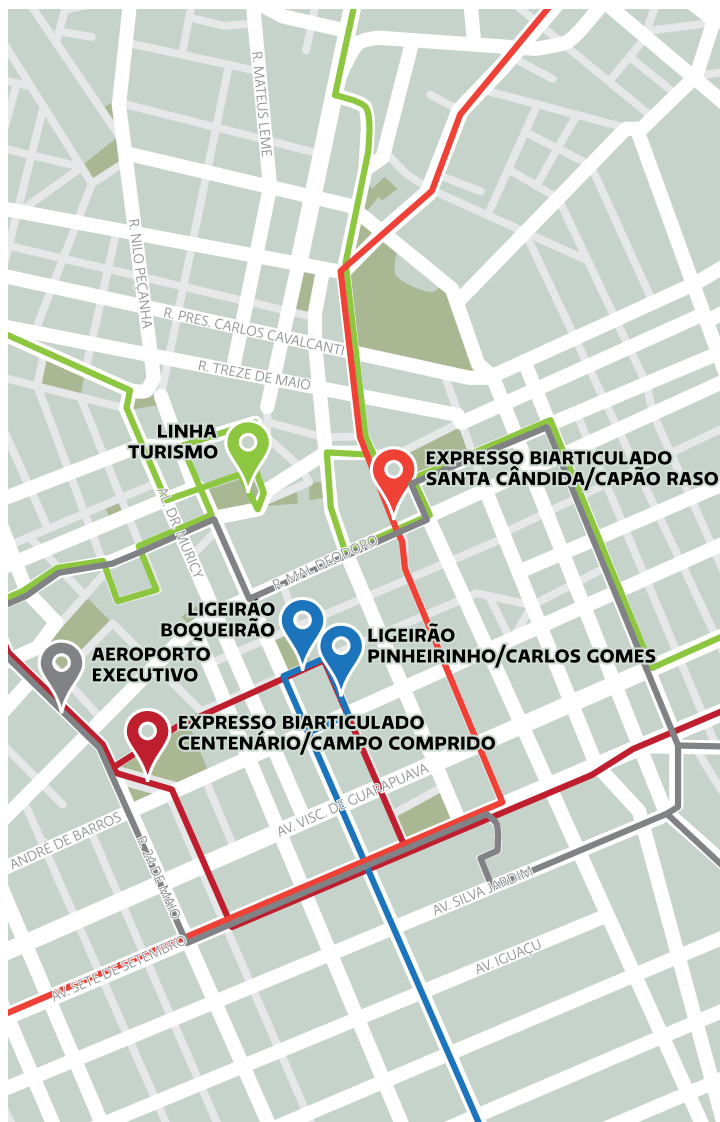 R. MATEUS LEME
R. NILO PEÇANHA
R. PRES. CARLOS CAVALCANTI
R. TREZE DE MAIO
LINHA
TURISMO
EXPRESSO BIARTICULADO
SANTA CÂNDIDA/CAPÃO RASO
AL. DR. MURICY
R. MAL DEODORO
LIGEIRÃO
BOQUEIRÃO
LIGEIRÃO
PINHEIRINHO/CARLOS GOMES
AEROPORTO
EXECUTIVO
EXPRESSO BIARTICULADO
CENTENÁRIO/CAMPO COMPRIDO
AV. VISC. DE GUARAPUAVA
ANDRÉ DE BARROS
R. 24 DE MAIO
AV. SILVA JARDIM
AV. IGUAÇU
AV. SETE DE SETEMBRO